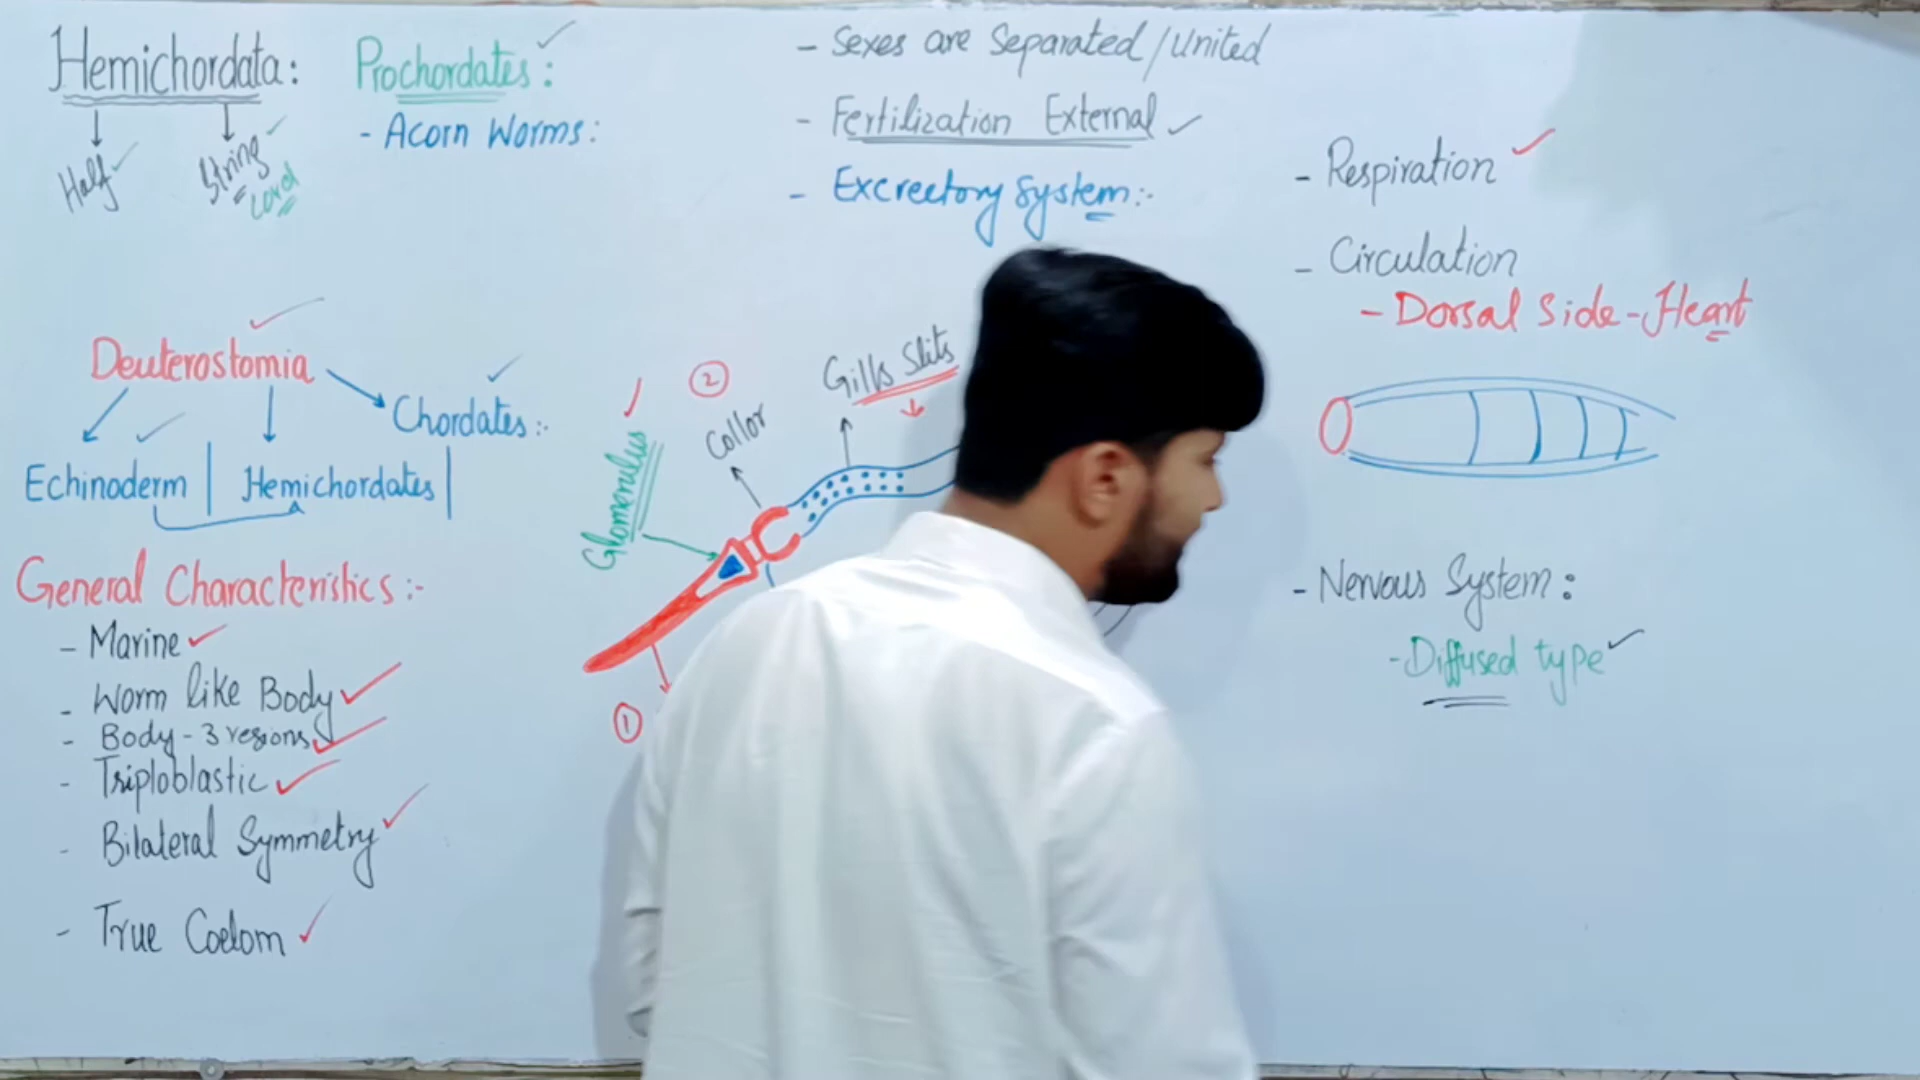 Hemichordata:
Half
String
Cord
Prochordates:
- Acorn Worms:
Deuterostomia
Echinoderm
Hemichordates
Chordates:-
General Characteristics:-
- Marine
- Worm like Body
- Body - 3 regions
- Triploblastic
- Bilateral Symmetry
- True Coelom
- Sexes are Separated/United
- Fertilization External
- Excreetory System:-
Glomerulus
2
Collor
Gills Slits
1
- Respiration
- Circulation
- Dorsal Side-Heart
- Nervous System:
- Diffused type